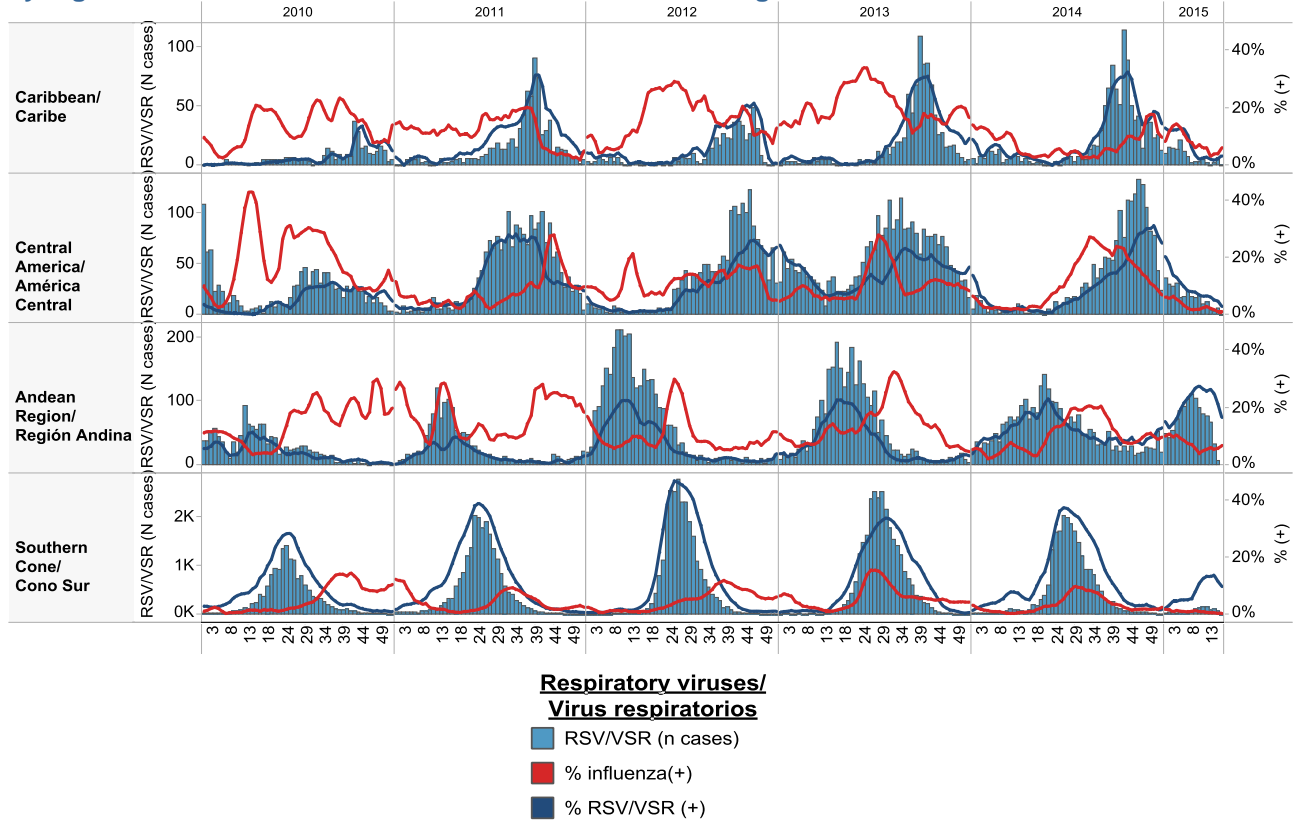 2010 2011 2012 2013 2014 2015
Caribbean/
Caribe
RSV/VSR (N cases)
100
50
0
40%
20%
0%
% (+)
Central
America/
América
Central
RSV/VSR (N cases)
100
50
0
40%
20%
0%
% (+)
Andean
Region/
Región Andina
RSV/VSR (N cases)
200
100
0
40%
20%
0%
% (+)
Southern
Cone/
Cono Sur
RSV/VSR (N cases)
2K
1K
0K
40%
20%
0%
% (+)
3 8 13 18 24 29 34 39 44 49 3 8 13 18 24 29 34 39 44 49 3 8 13 18 24 29 34 39 44 49 3 8 13 18 24 29 34 39 44 49 3 8 13 18 24 29 34 39 44 49 3 8 13
Respiratory viruses/
Virus respiratorios
RSV/VSR (n cases)
% influenza(+)
% RSV/VSR (+)